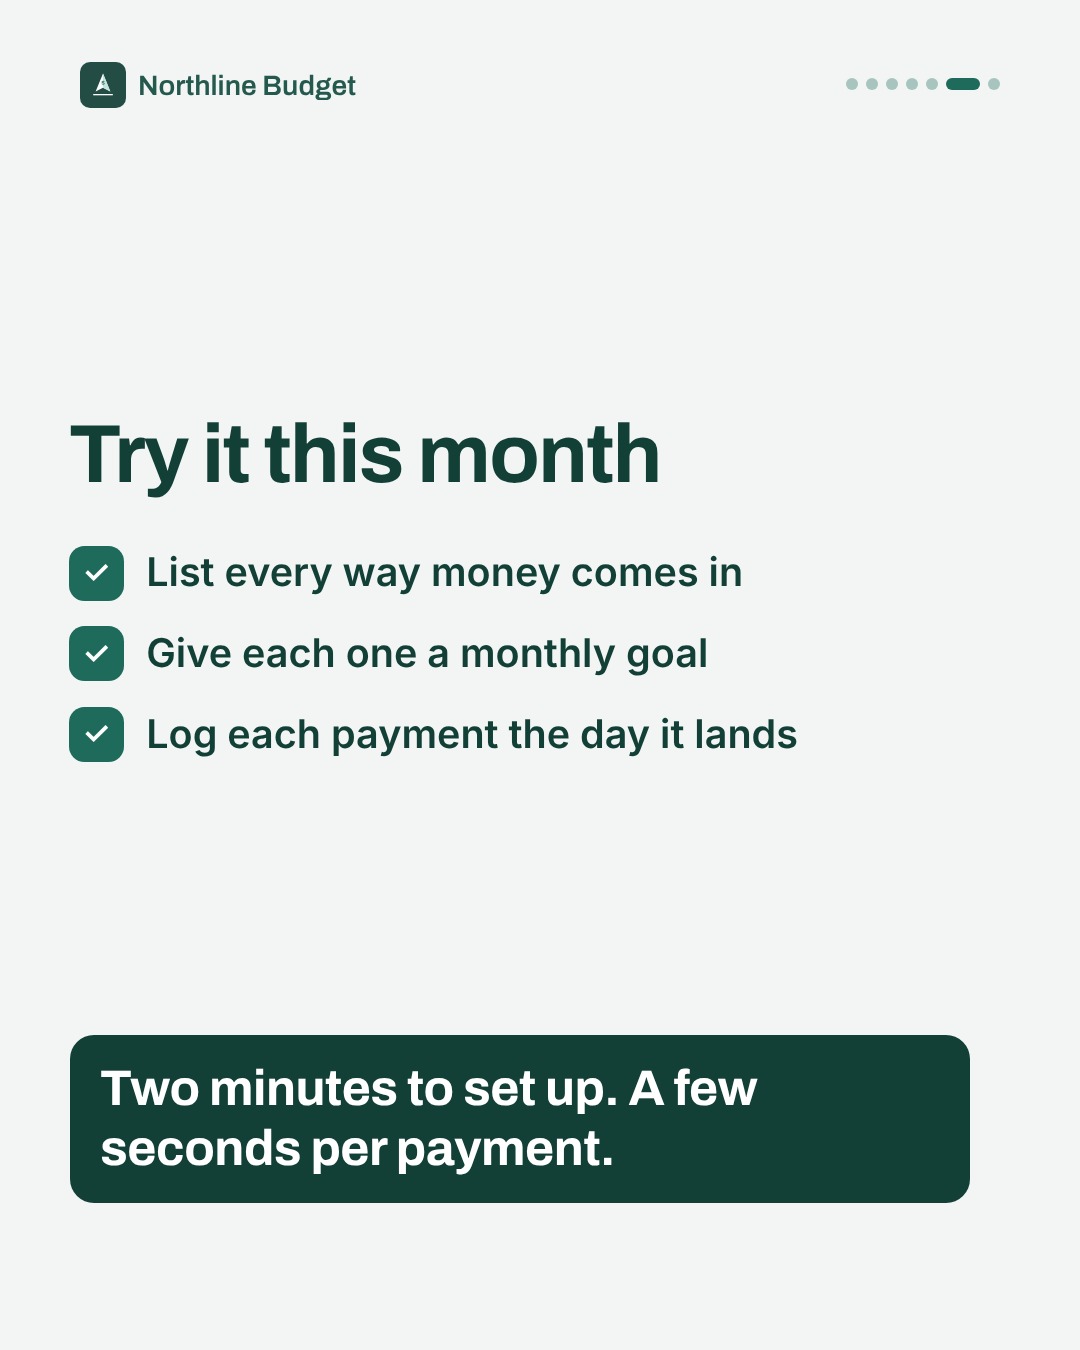 Northline Budget
Try it this month
List every way money comes in
Give each one a monthly goal
Log each payment the day it lands
Two minutes to set up. A few
seconds per payment.